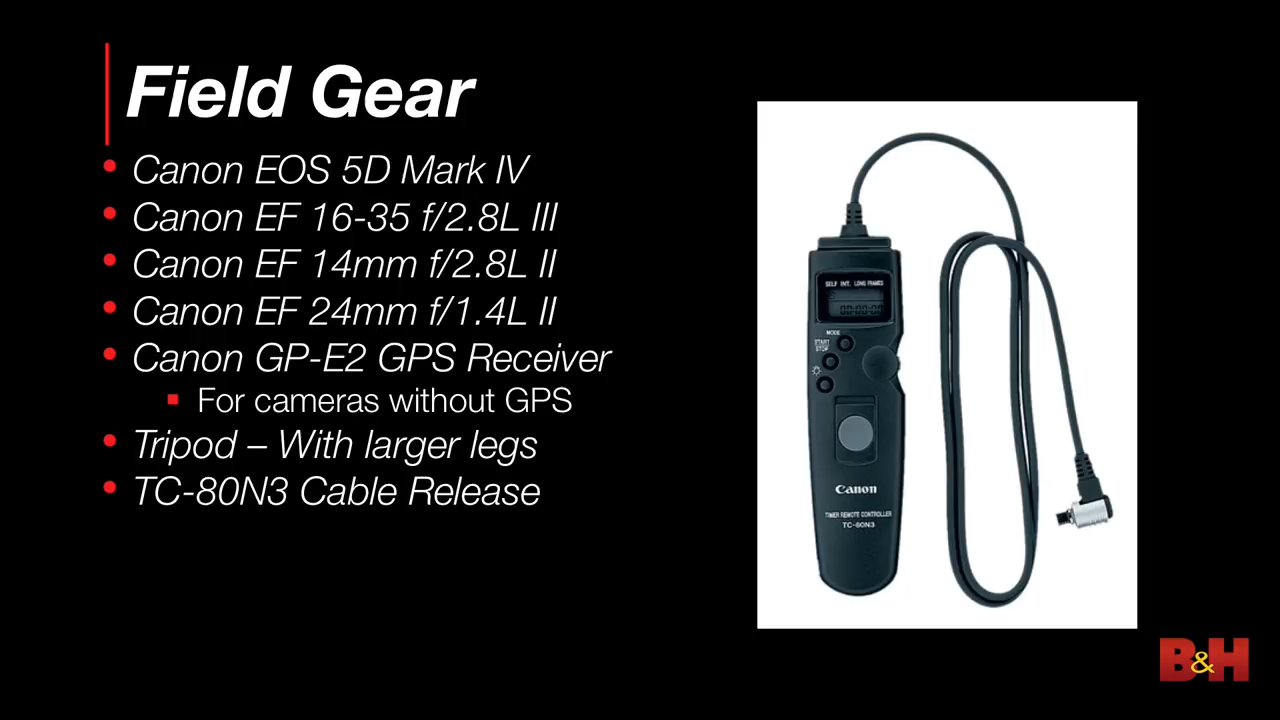 Field Gear
• Canon EOS 5D Mark IV
• Canon EF 16-35 f/2.8L III
• Canon EF 14mm f/2.8L II
• Canon EF 24mm f/1.4L II
• Canon GP-E2 GPS Receiver
▪ For cameras without GPS
• Tripod – With larger legs
• TC-80N3 Cable Release
SELF INT. LONG FRAMES
MODE
START
STOP
Canon
TIMER REMOTE CONTROLLER
TC-80N3
B&H